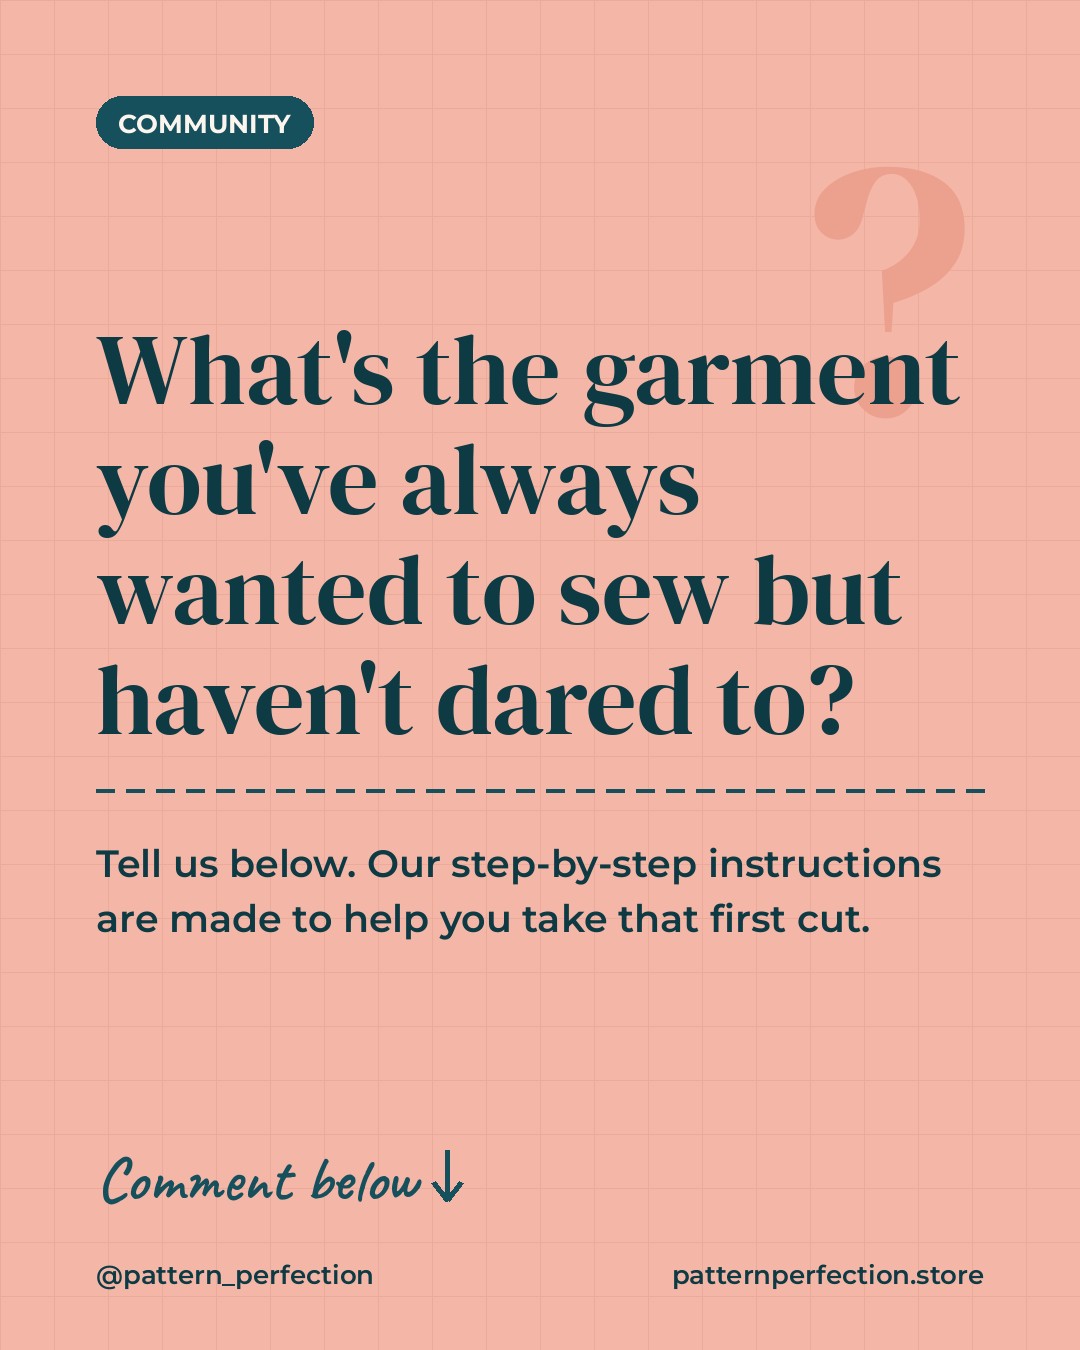 COMMUNITY
?
What's the garment
you've always
wanted to sew but
haven't dared to?
Tell us below. Our step-by-step instructions
are made to help you take that first cut.
Comment below↓
@pattern_perfection
patternperfection.store